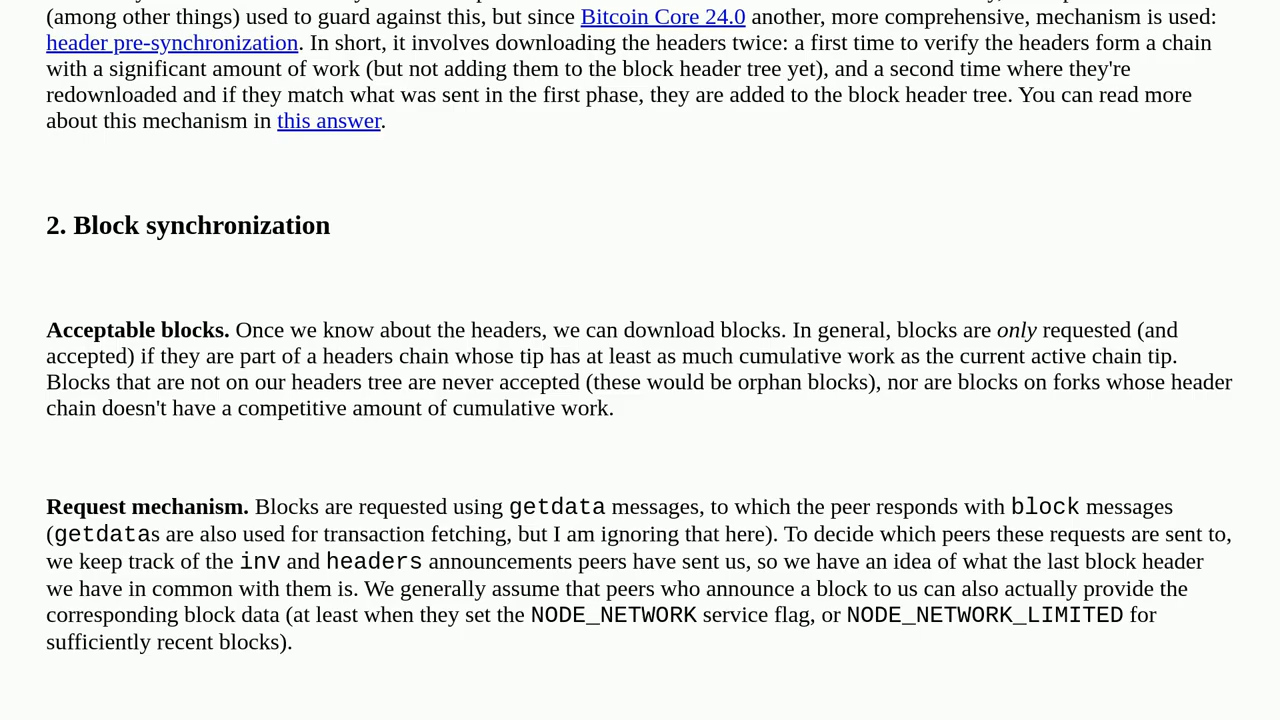 (among other things) used to guard against this, but since Bitcoin Core 24.0 another, more comprehensive, mechanism is used:
header pre-synchronization. In short, it involves downloading the headers twice: a first time to verify the headers form a chain
with a significant amount of work (but not adding them to the block header tree yet), and a second time where they're
redownloaded and if they match what was sent in the first phase, they are added to the block header tree. You can read more
about this mechanism in this answer.
2. Block synchronization
Acceptable blocks. Once we know about the headers, we can download blocks. In general, blocks are only requested (and
accepted) if they are part of a headers chain whose tip has at least as much cumulative work as the current active chain tip.
Blocks that are not on our headers tree are never accepted (these would be orphan blocks), nor are blocks on forks whose header
chain doesn't have a competitive amount of cumulative work.
Request mechanism. Blocks are requested using getdata messages, to which the peer responds with block messages
(getdatas are also used for transaction fetching, but I am ignoring that here). To decide which peers these requests are sent to,
we keep track of the inv and headers announcements peers have sent us, so we have an idea of what the last block header
we have in common with them is. We generally assume that peers who announce a block to us can also actually provide the
corresponding block data (at least when they set the NODE_NETWORK service flag, or NODE_NETWORK_LIMITED for
sufficiently recent blocks).